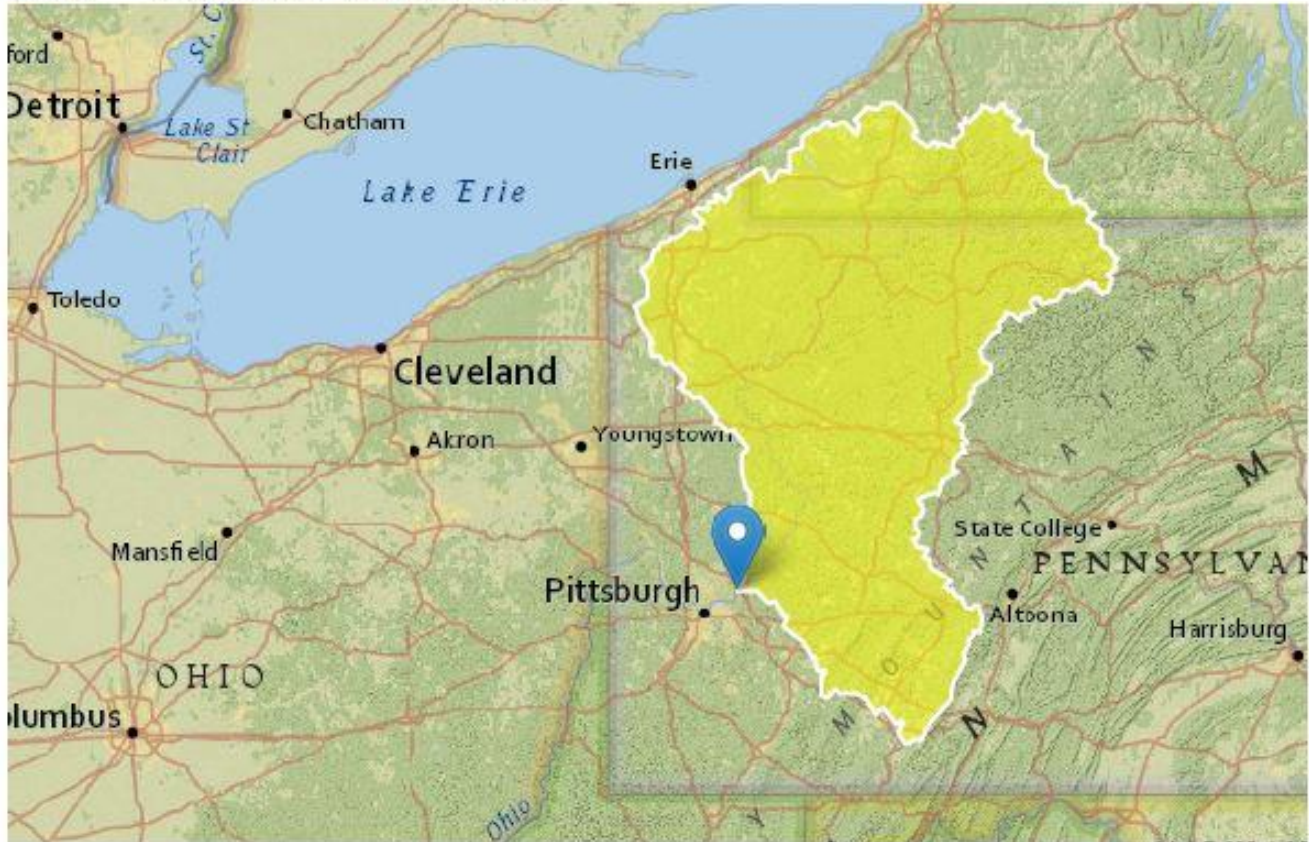 ford
St. C
Detroit
Lake St
Clair
Chatham
Erie
Lake Erie
Toledo
Cleveland
Akron
Youngstown
Mansfield
State College
PENNSYLVAN
Pittsburgh
Altoona
Harrisburg
OHIO
olumbus
Ohio
M
N
Y M O U N T A I N S